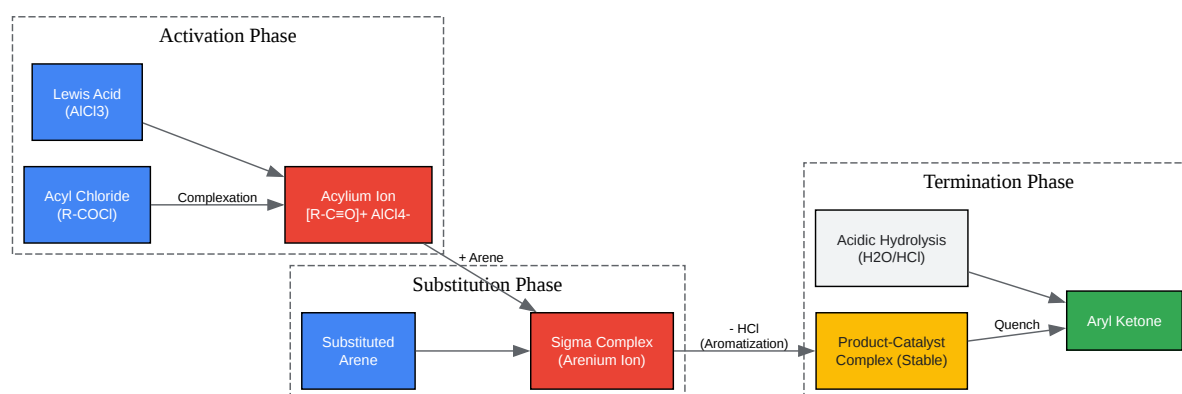 Activation Phase
Lewis Acid
(AlCl3)
Acyl Chloride
(R-COCl)
Complexation
Acylium Ion
[R-C≡O]+ AlCl4-
+ Arene
Substitution Phase
Substituted
Arene
Sigma Complex
(Arenium Ion)
- HCl
(Aromatization)
Termination Phase
Acidic Hydrolysis
(H2O/HCl)
Product-Catalyst
Complex (Stable)
Quench
Aryl Ketone